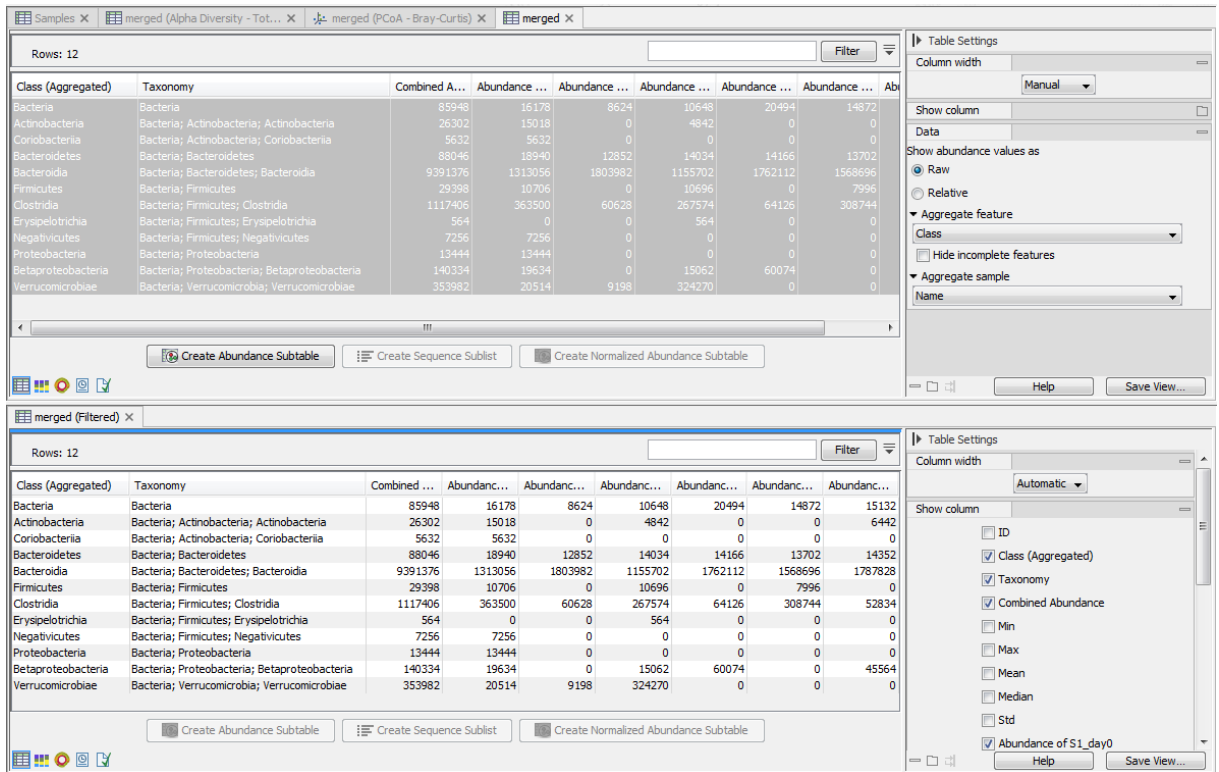 Samples merged (Alpha Diversity - Tot... merged (PCoA - Bray-Curtis) merged
Rows: 12 Filter
Class (Aggregated) Taxonomy Combined A... Abundance ... Abundance ... Abundance ... Abundance ... Abundance ... Abu
Bacteria Bacteria 85948 16178 8624 10648 20494 14872
Actinobacteria Bacteria; Actinobacteria; Actinobacteria 26302 15018 0 4842 0 0
Coriobacteriia Bacteria; Actinobacteria; Coriobacteriia 5632 5632 0 0 0 0
Bacteroidetes Bacteria; Bacteroidetes 88046 18940 12852 14034 14166 13702
Bacteroidia Bacteria; Bacteroidetes; Bacteroidia 9391376 1313056 1803982 1155702 1762112 1568696
Firmicutes Bacteria; Firmicutes 29398 10706 0 10696 0 7996
Clostridia Bacteria; Firmicutes; Clostridia 1117406 363500 60628 267574 64126 308744
Erysipelotrichia Bacteria; Firmicutes; Erysipelotrichia 564 0 0 564 0 0
Negativicutes Bacteria; Firmicutes; Negativicutes 7256 7256 0 0 0 0
Proteobacteria Bacteria; Proteobacteria 13444 13444 0 0 0 0
Betaproteobacteria Bacteria; Proteobacteria; Betaproteobacteria 140334 19634 0 15062 60074 0
Verrucomicrobiae Bacteria; Verrucomicrobia; Verrucomicrobiae 353982 20514 9198 324270 0 0
Create Abundance Subtable Create Sequence Sublist Create Normalized Abundance Subtable
Table Settings
Column width
Manual
Show column
Data
Show abundance values as
Raw
Relative
Aggregate feature
Class
Hide incomplete features
Aggregate sample
Name
Help Save View...
merged (Filtered)
Rows: 12 Filter
Class (Aggregated) Taxonomy Combined ... Abundanc... Abundanc... Abundanc... Abundanc... Abundanc... Abundanc...
Bacteria Bacteria 85948 16178 8624 10648 20494 14872 15132
Actinobacteria Bacteria; Actinobacteria; Actinobacteria 26302 15018 0 4842 0 0 6442
Coriobacteriia Bacteria; Actinobacteria; Coriobacteriia 5632 5632 0 0 0 0 0
Bacteroidetes Bacteria; Bacteroidetes 88046 18940 12852 14034 14166 13702 14352
Bacteroidia Bacteria; Bacteroidetes; Bacteroidia 9391376 1313056 1803982 1155702 1762112 1568696 1787828
Firmicutes Bacteria; Firmicutes 29398 10706 0 10696 0 7996 0
Clostridia Bacteria; Firmicutes; Clostridia 1117406 363500 60628 267574 64126 308744 52834
Erysipelotrichia Bacteria; Firmicutes; Erysipelotrichia 564 0 0 564 0 0 0
Negativicutes Bacteria; Firmicutes; Negativicutes 7256 7256 0 0 0 0 0
Proteobacteria Bacteria; Proteobacteria 13444 13444 0 0 0 0 0
Betaproteobacteria Bacteria; Proteobacteria; Betaproteobacteria 140334 19634 0 15062 60074 0 45564
Verrucomicrobiae Bacteria; Verrucomicrobia; Verrucomicrobiae 353982 20514 9198 324270 0 0 0
Create Abundance Subtable Create Sequence Sublist Create Normalized Abundance Subtable
Table Settings
Column width
Automatic
Show column
ID
Class (Aggregated)
Taxonomy
Combined Abundance
Min
Max
Mean
Median
Std
Abundance of S1_day0
Help Save View...